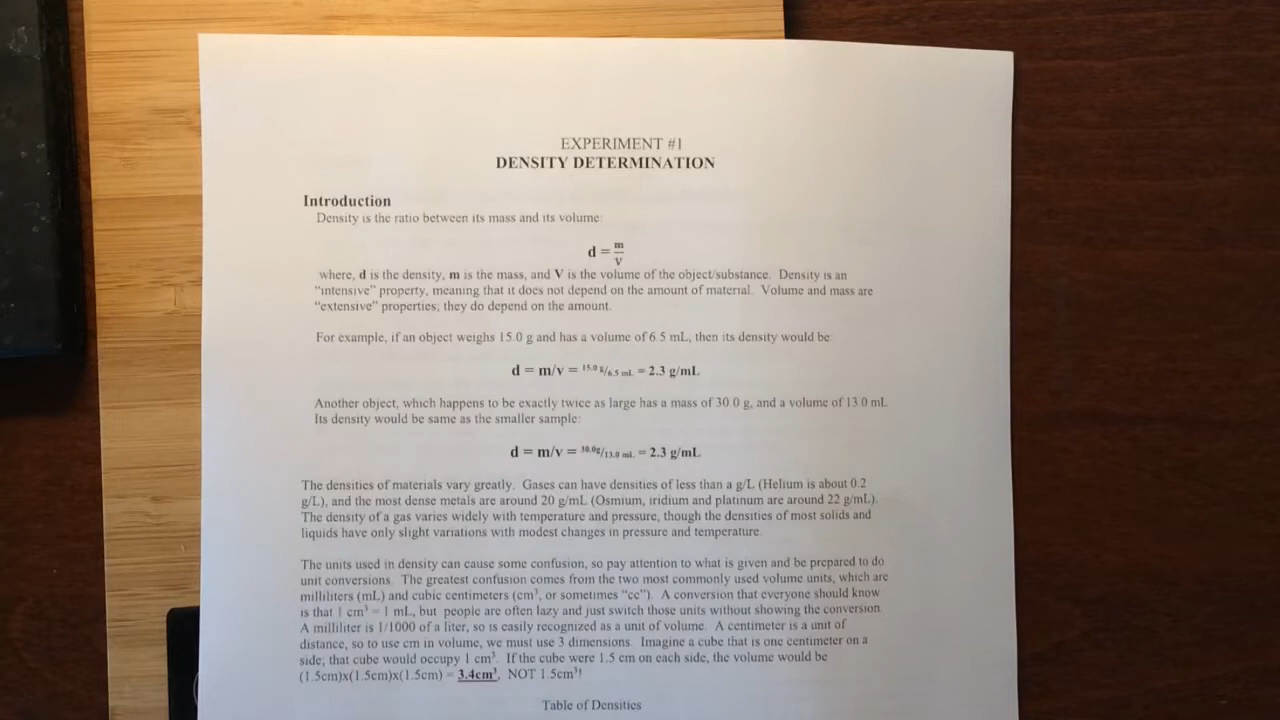 EXPERIMENT #1
DENSITY DETERMINATION
Introduction
Density is the ratio between its mass and its volume:
d = m/V
where, d is the density, m is the mass, and V is the volume of the object/substance. Density is an
"intensive" property, meaning that it does not depend on the amount of material. Volume and mass are
"extensive" properties; they do depend on the amount.
For example, if an object weighs 15.0 g and has a volume of 6.5 mL, then its density would be:
d = m/v = 15.0 g/6.5 mL = 2.3 g/mL
Another object, which happens to be exactly twice as large has a mass of 30.0 g, and a volume of 13.0 mL.
Its density would be same as the smaller sample:
d = m/v = 30.0g/13.0 mL = 2.3 g/mL
The densities of materials vary greatly. Gases can have densities of less than a g/L (Helium is about 0.2
g/L), and the most dense metals are around 20 g/mL (Osmium, iridium and platinum are around 22 g/mL).
The density of a gas varies widely with temperature and pressure, though the densities of most solids and
liquids have only slight variations with modest changes in pressure and temperature.
The units used in density can cause some confusion, so pay attention to what is given and be prepared to do
unit conversions. The greatest confusion comes from the two most commonly used volume units, which are
milliliters (mL) and cubic centimeters (cm³, or sometimes "cc"). A conversion that everyone should know
is that 1 cm³ = 1 mL, but people are often lazy and just switch those units without showing the conversion.
A milliliter is 1/1000 of a liter, so is easily recognized as a unit of volume. A centimeter is a unit of
distance, so to use cm in volume, we must use 3 dimensions. Imagine a cube that is one centimeter on a
side; that cube would occupy 1 cm³. If the cube were 1.5 cm on each side, the volume would be
(1.5cm)x(1.5cm)x(1.5cm) = 3.4cm³, NOT 1.5cm³!
Table of Densities